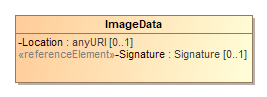 ImageData
-Location : anyURI [0..1]
«referenceElement»-Signature : Signature [0..1]